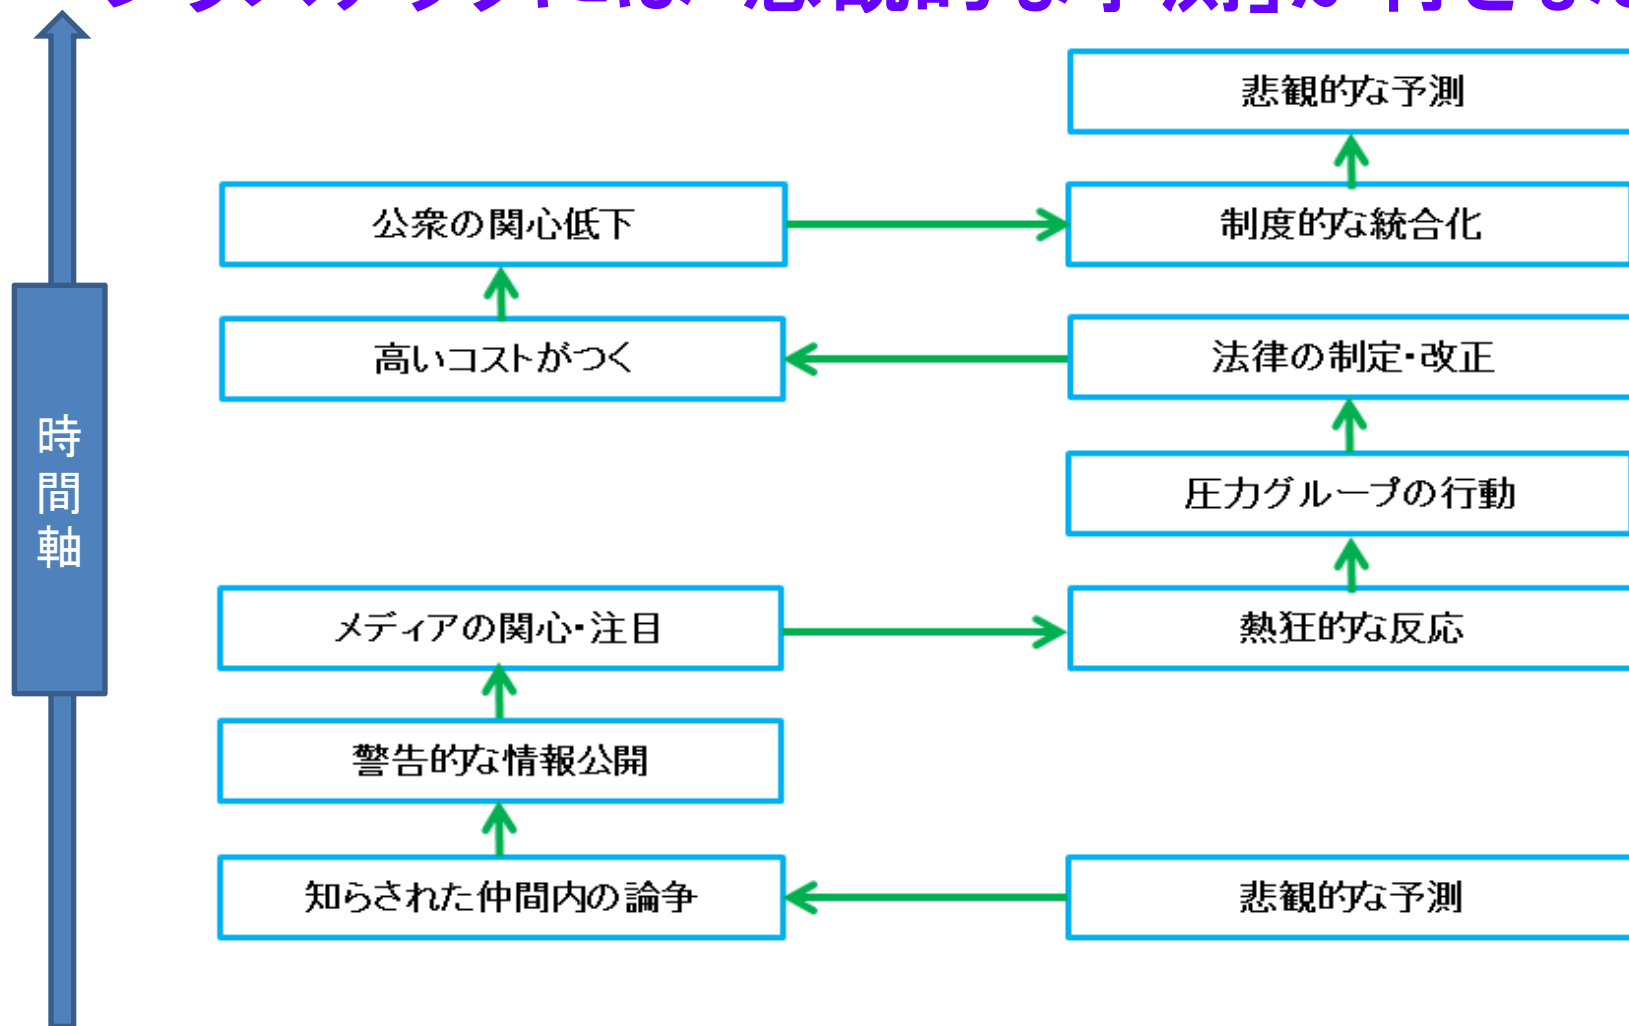 悲観的な予測
公衆の関心低下
制度的な統合化
高いコストがつく
法律の制定・改正
時間軸
圧力グループの行動
メディアの関心・注目
熱狂的な反応
警告的な情報公開
知らされた仲間内の論争
悲観的な予測